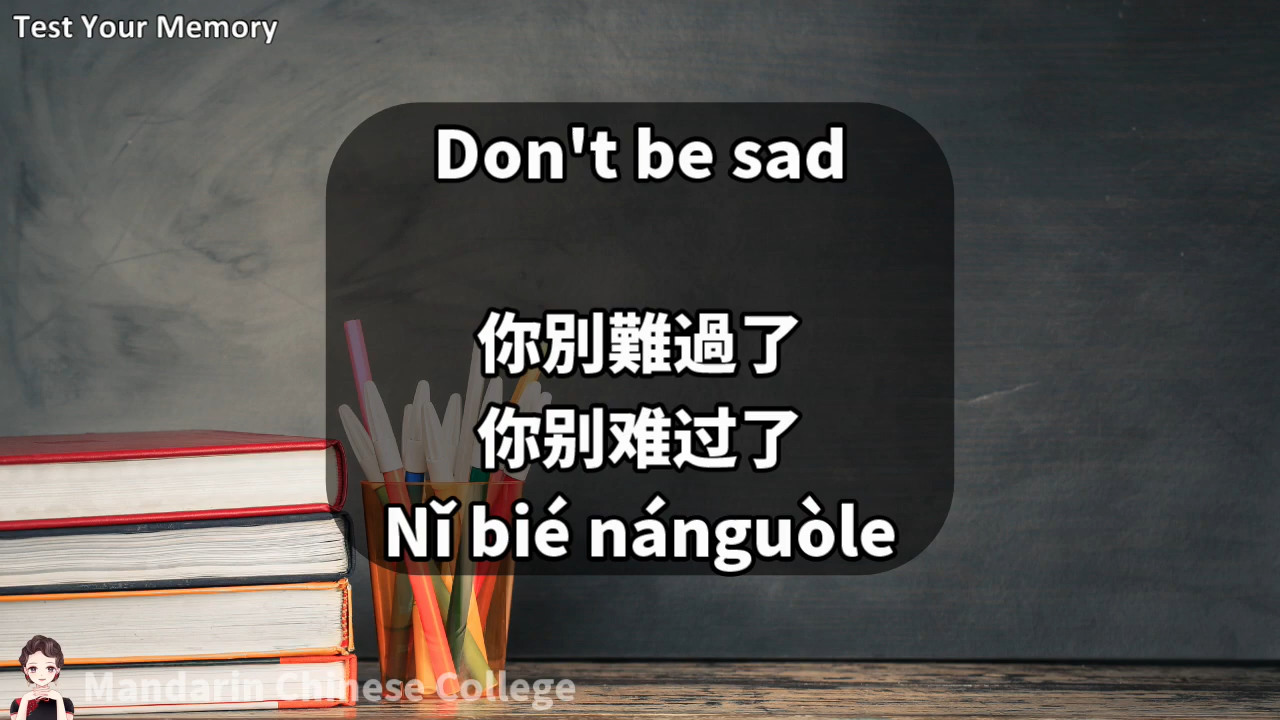 Test Your Memory
Don't be sad
你別難過了
你别难过了
Nǐ bié nánguòle
Mandarin Chinese College